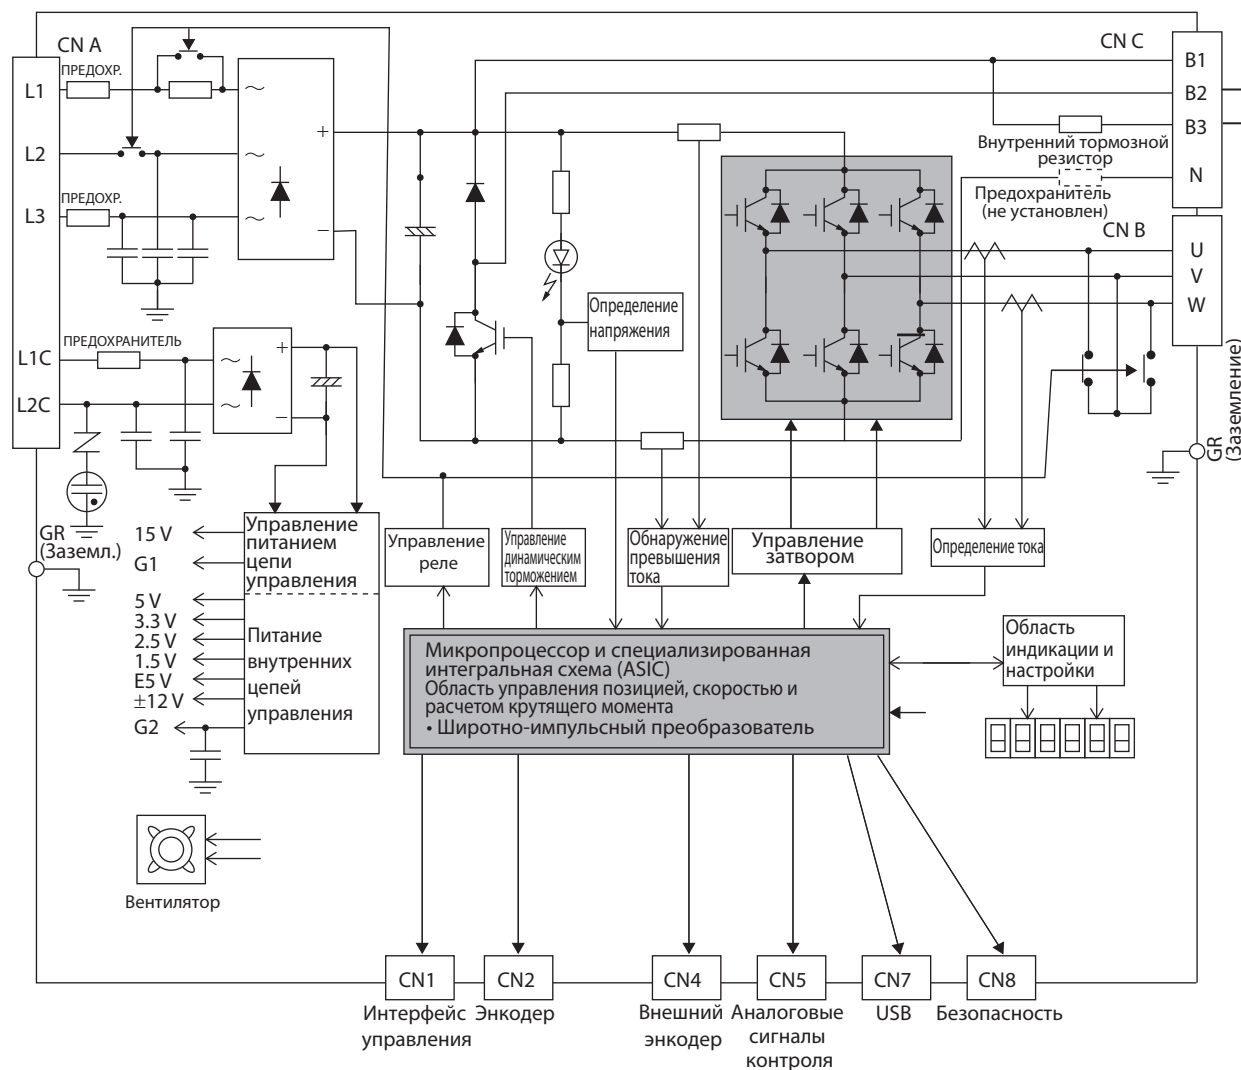 CN A
ПРЕДОХР.
L1
L2
ПРЕДОХР.
L3
ПРЕДОХРАНИТЕЛЬ
L1C
L2C
+
−
+
−
CN C
B1
B2
B3
Внутренний тормозной
резистор
N
Предохранитель
(не установлен)
CN B
U
V
W
GR
(Заземление)
Определение
напряжения
GR
(Заземл.)
15 V
G1
5 V
3.3 V
2.5 V
1.5 V
E5 V
±12 V
G2
Управление
питанием
цепи
управления
Питание
внутренних
цепей
управления
Управление
реле
Управление
динамическим
торможением
Обнаружение
превышения
тока
Управление
затвором
Определение тока
Микропроцессор и специализированная
интегральная схема (ASIC)
Область управления позицией, скоростью и
расчетом крутящего момента
• Широтно-импульсный преобразователь
Область
индикации и
настройки
Вентилятор
CN1
CN2
CN4
CN5
CN7
CN8
Интерфейс
управления
Энкодер
Внешний
энкодер
Аналоговые
сигналы
контроля
USB
Безопасность